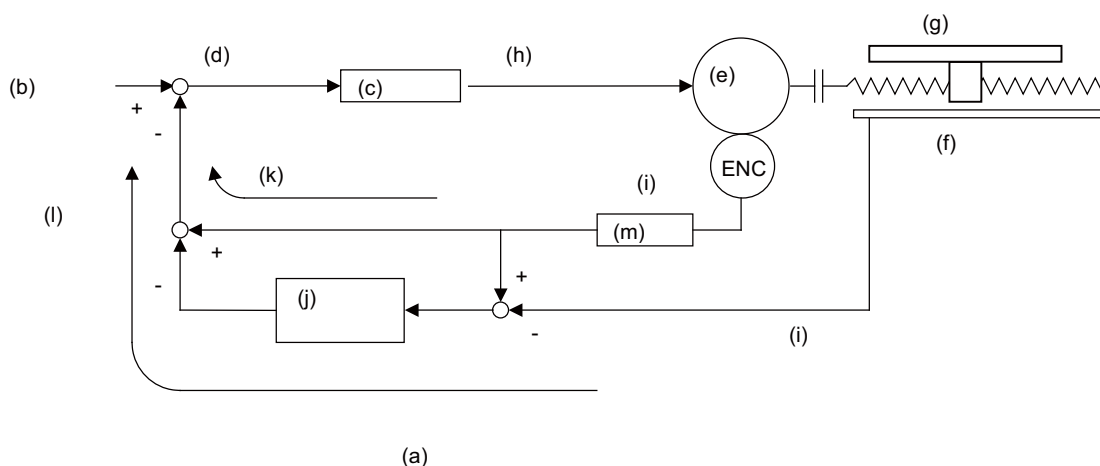 (g)
(d)
(h)
(e)
(b)
(c)
+
-
(f)
ENC
(k)
(i)
(l)
(m)
+
+
-
(j)
-
(i)
(a)